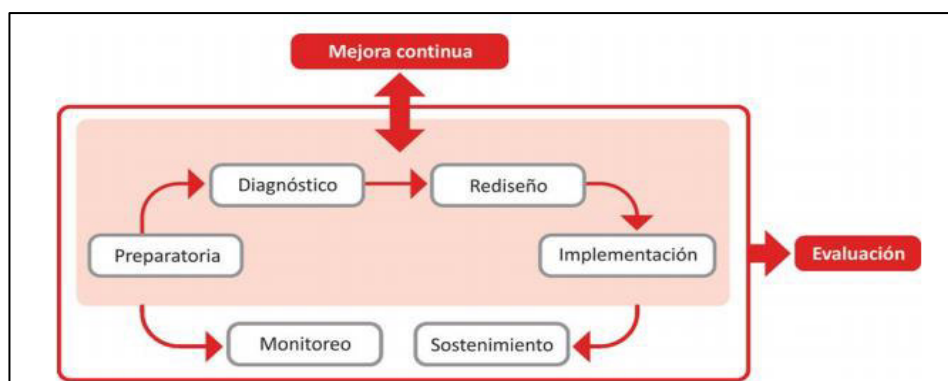 Mejora continua
Diagnóstico
Rediseño
Preparatoria
Implementación
Evaluación
Monitoreo
Sostenimiento